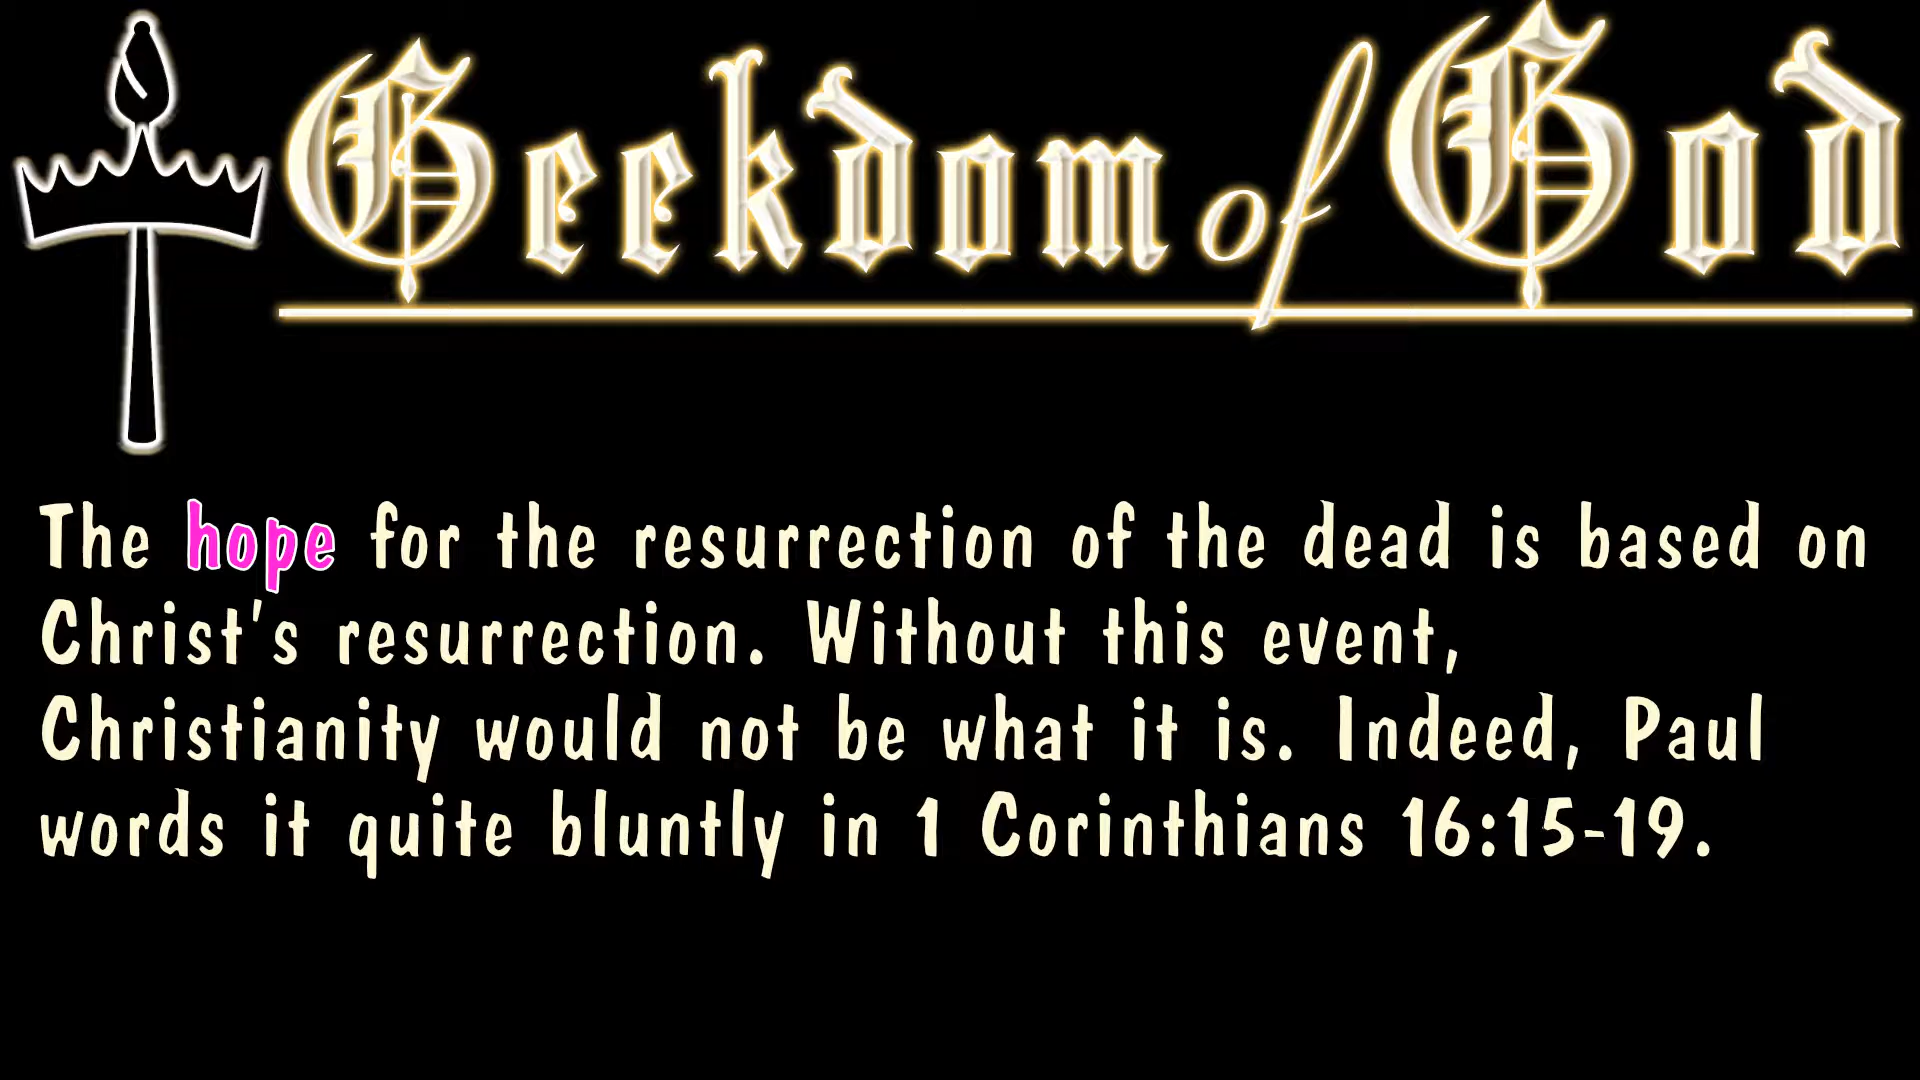 Geekdom of God
The hope for the resurrection of the dead is based on
Christ's resurrection. Without this event,
Christianity would not be what it is. Indeed, Paul
words it quite bluntly in 1 Corinthians 16:15-19.